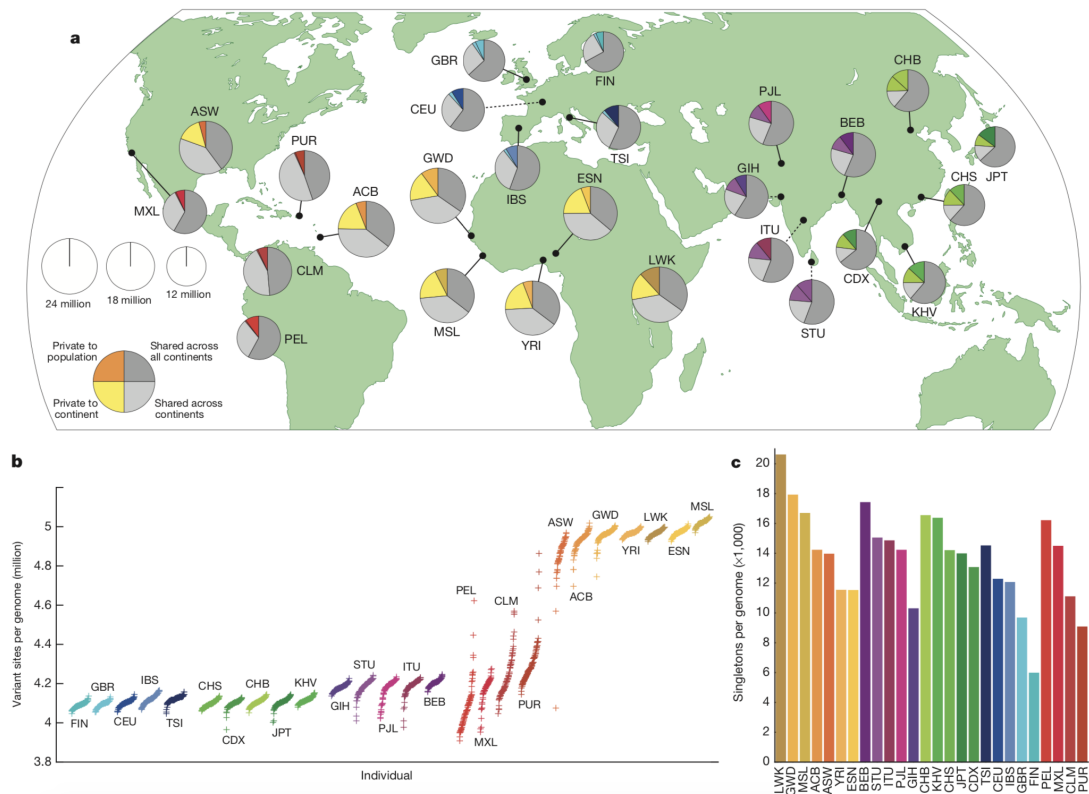 a
GBR
FIN
CHB
CEU
PJL
ASW
BEB
PUR
TSI
GWD
GIH
JPT
ESN
CHS
ACB
IBS
MXL
ITU
CDX
LWK
CLM
KHV
24 million
18 million
12 million
MSL
STU
YRI
PEL
Private to population
Shared across all continents
Private to continent
Shared across continents
b
Variant sites per genome (million)
5
4.8
4.6
4.4
4.2
4
3.8
FIN
GBR
CEU
IBS
TSI
CHS
CDX
CHB
JPT
KHV
GIH
STU
PJL
ITU
BEB
PEL
MXL
CLM
PUR
ASW
ACB
GWD
YRI
LWK
ESN
MSL
Individual
c
Singletons per genome (×1,000)
20
18
16
14
12
10
8
6
4
2
0
LWK
GWD
MSL
ACB
ASW
YRI
ESN
BEB
STU
ITU
PJL
GIH
CHB
KHV
CHS
JPT
CDX
TSI
CEU
IBS
GBR
FIN
PEL
MXL
CLM
PUR